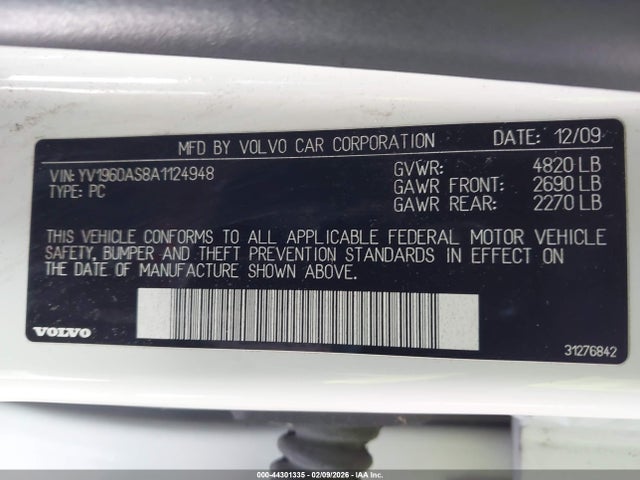 MFD BY VOLVO CAR CORPORATION DATE: 12/09
VIN: YV1960AS8A1124948 GVWR: 4820 LB
TYPE: PC GAWR FRONT: 2690 LB
GAWR REAR: 2270 LB
THIS VEHICLE CONFORMS TO ALL APPLICABLE FEDERAL MOTOR VEHICLE
SAFETY, BUMPER AND THEFT PREVENTION STANDARDS IN EFFECT ON
THE DATE OF MANUFACTURE SHOWN ABOVE.
VOLVO 31276842
000-44301335 - 02/09/2026 - IAA Inc.